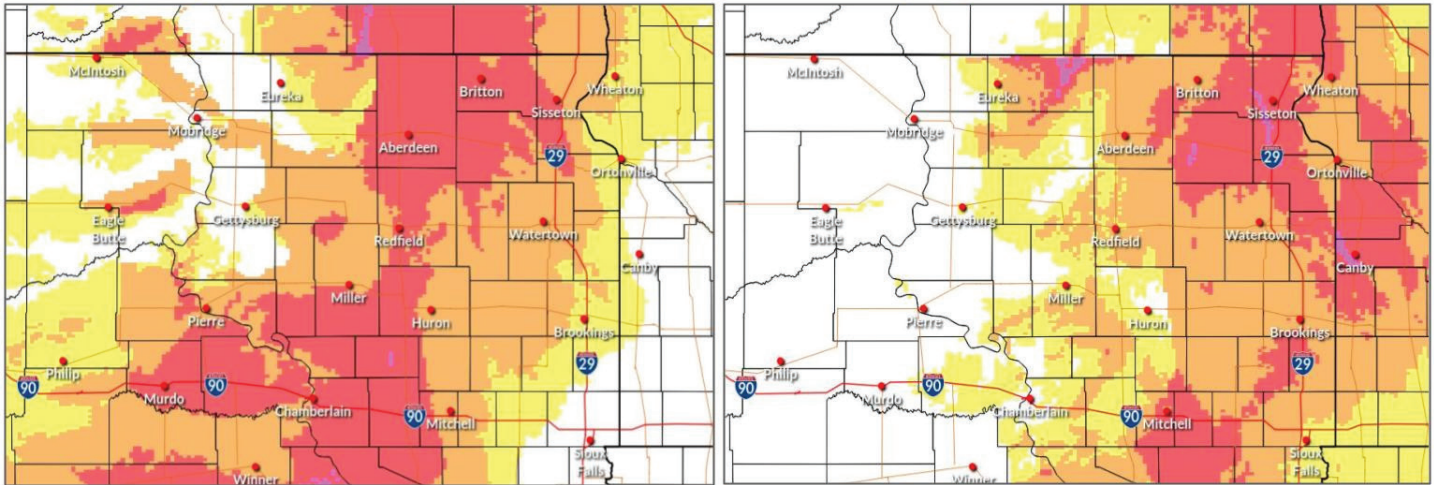 McIntosh
Eureka
Britton
Wheaton
Sisseton
Mobridge
Aberdeen
29
Ortonville
Eagle
Butte
Gettysburg
Redfield
Watertown
Canby
Miller
Pierre
Huron
Brookings
Philip
29
90
90
Murdo
Chamberlain
90
Mitchell
Sioux
Falls
Winner
McIntosh
Eureka
Britton
Wheaton
Sisseton
Mobridge
Aberdeen
29
Ortonville
Eagle
Butte
Gettysburg
Redfield
Watertown
Canby
Miller
Pierre
Huron
Brookings
Philip
29
90
90
Murdo
Chamberlain
90
Mitchell
Sioux
Falls
Winner